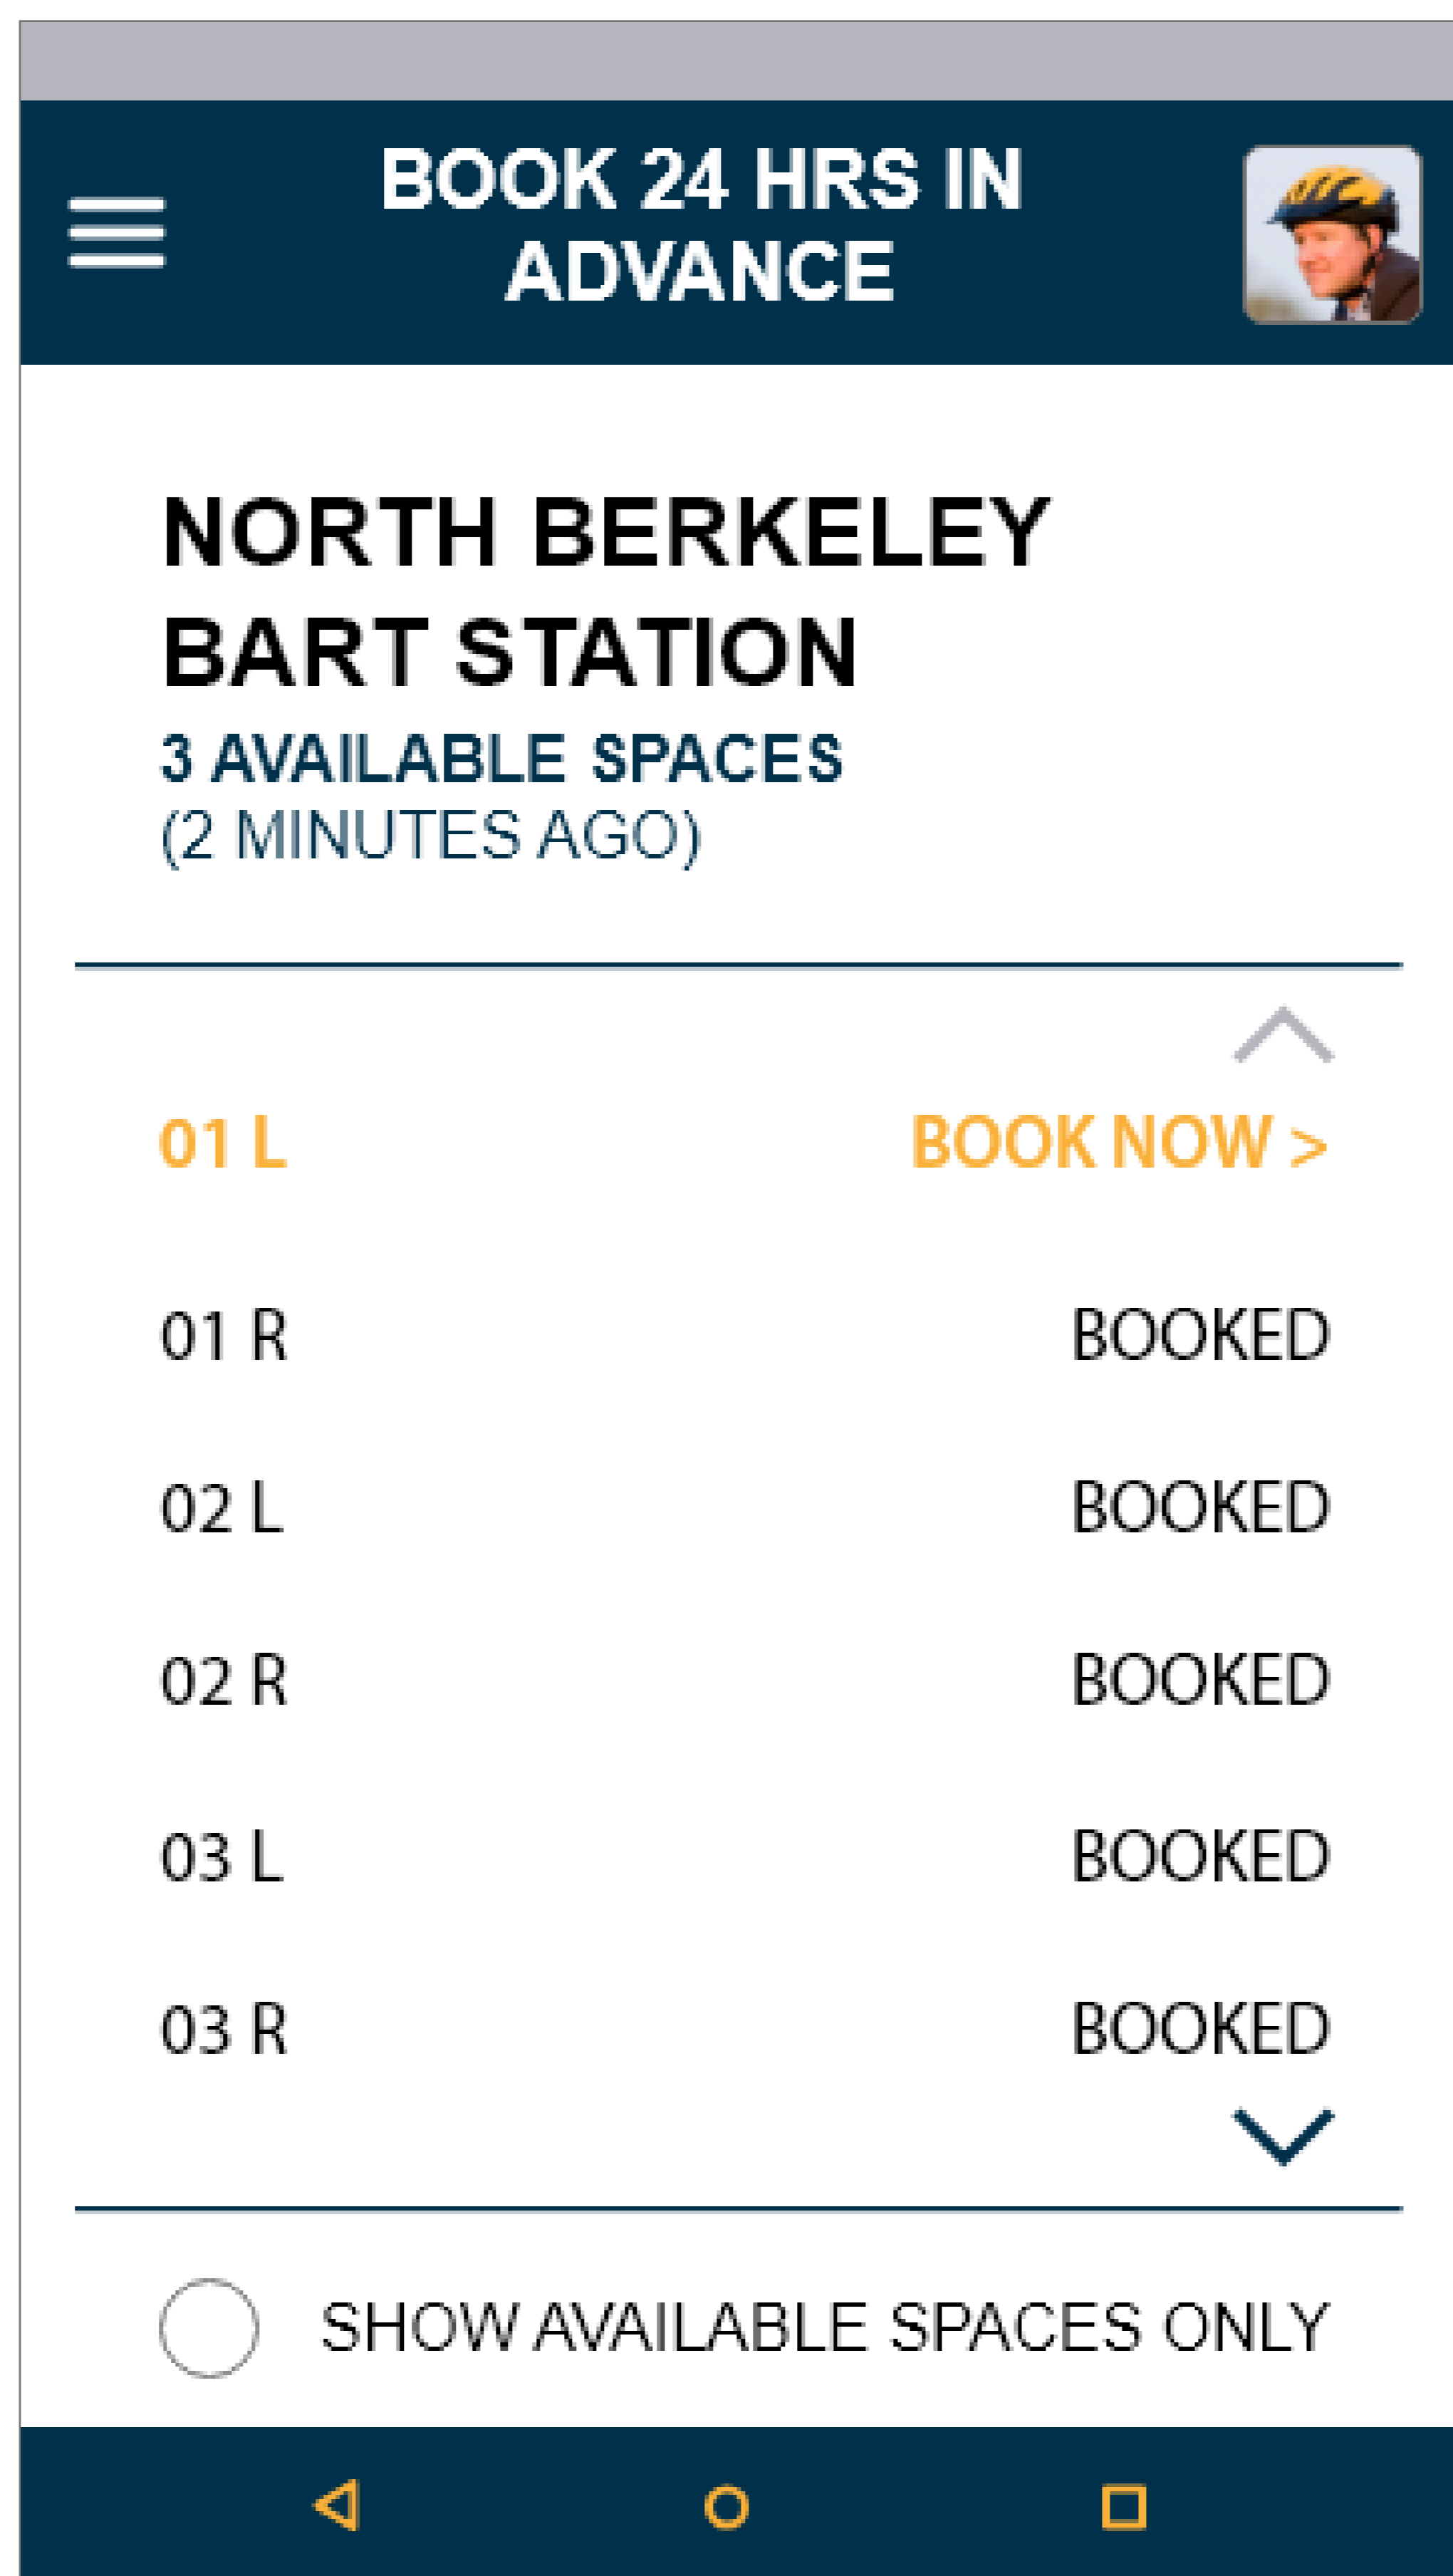 BOOK 24 HRS IN
ADVANCE
NORTH BERKELEY
BART STATION
3 AVAILABLE SPACES
(2 MINUTES AGO)
01 L BOOK NOW >
01 R BOOKED
02 L BOOKED
02 R BOOKED
03 L BOOKED
03 R BOOKED
SHOW AVAILABLE SPACES ONLY